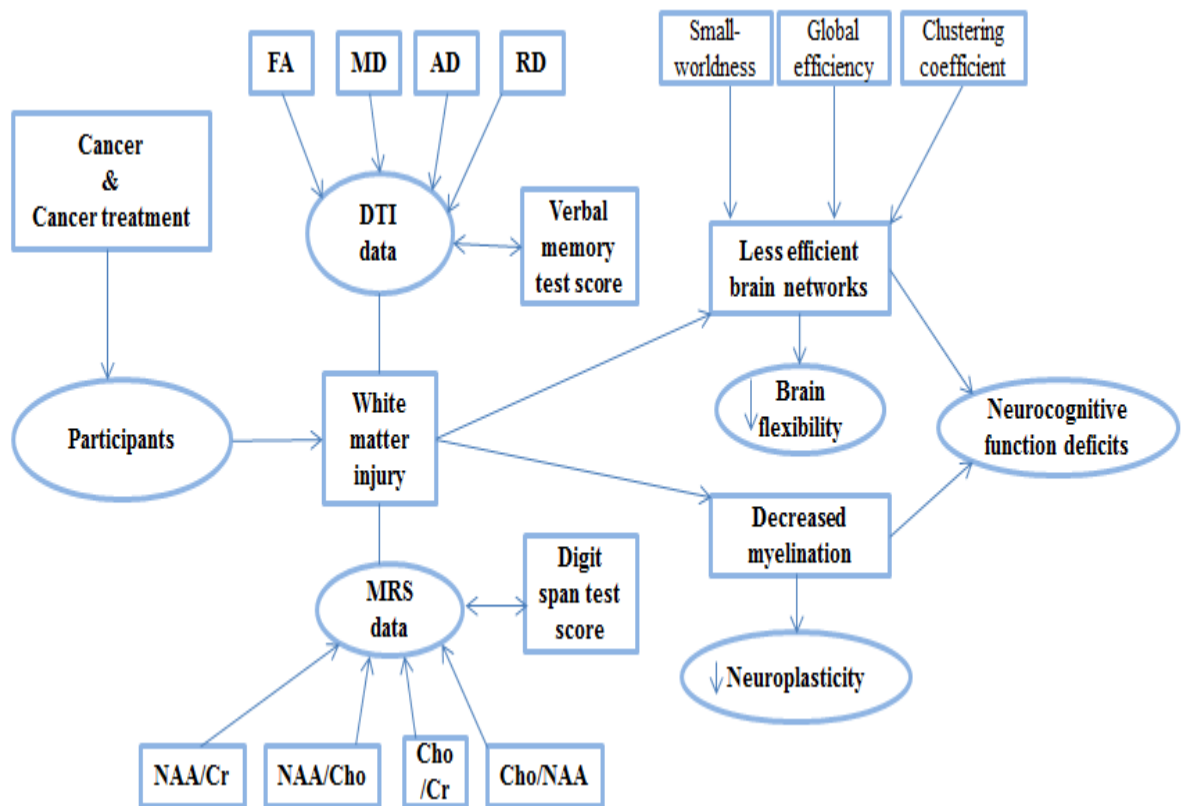 FA
MD
AD
RD
Small-
worldness
Global
efficiency
Clustering
coefficient
Cancer
&
Cancer treatment
DTI
data
Verbal
memory
test score
Less efficient
brain networks
Participants
White
matter
injury
↓ Brain
flexibility
Neurocognitive
function deficits
Decreased
myelination
MRS
data
Digit
span test
score
↓ Neuroplasticity
NAA/Cr
NAA/Cho
Cho
/Cr
Cho/NAA